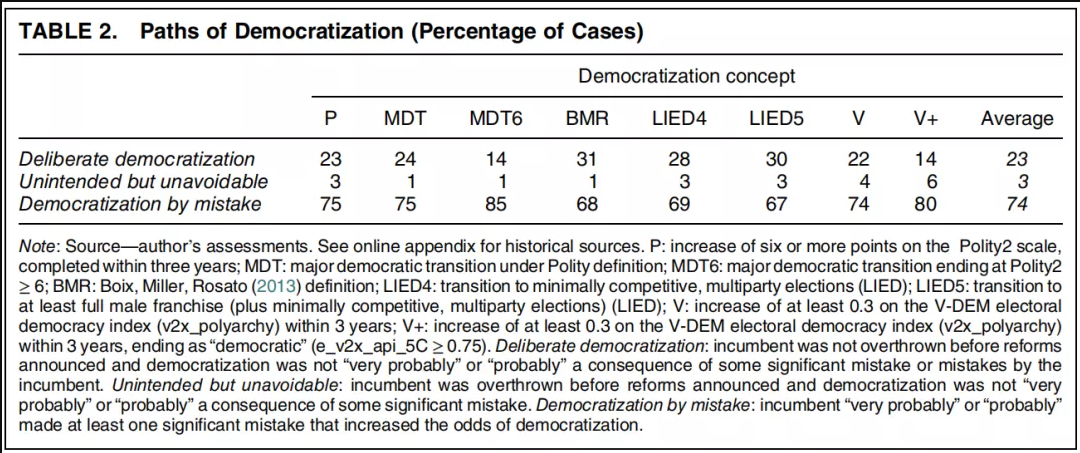 TABLE 2. Paths of Democratization (Percentage of Cases)
Democratization concept
P MDT MDT6 BMR LIED4 LIED5 V V+ Average
Deliberate democratization 23 24 14 31 28 30 22 14 23
Unintended but unavoidable 3 1 1 1 3 3 4 6 3
Democratization by mistake 75 75 85 68 69 67 74 80 74
Note: Source—author's assessments. See online appendix for historical sources. P: increase of six or more points on the Polity2 scale,
completed within three years; MDT: major democratic transition under Polity definition; MDT6: major democratic transition ending at Polity2
≥ 6; BMR: Boix, Miller, Rosato (2013) definition; LIED4: transition to minimally competitive, multiparty elections (LIED); LIED5: transition to
at least full male franchise (plus minimally competitive, multiparty elections) (LIED); V: increase of at least 0.3 on the V-DEM electoral
democracy index (v2x_polyarchy) within 3 years; V+: increase of at least 0.3 on the V-DEM electoral democracy index (v2x_polyarchy)
within 3 years, ending as “democratic” (e_v2x_api_5C ≥ 0.75). Deliberate democratization: incumbent was not overthrown before reforms
announced and democratization was not “very probably” or “probably” a consequence of some significant mistake or mistakes by the
incumbent. Unintended but unavoidable: incumbent was overthrown before reforms announced and democratization was not “very
probably” or “probably” a consequence of some significant mistake. Democratization by mistake: incumbent “very probably” or “probably”
made at least one significant mistake that increased the odds of democratization.